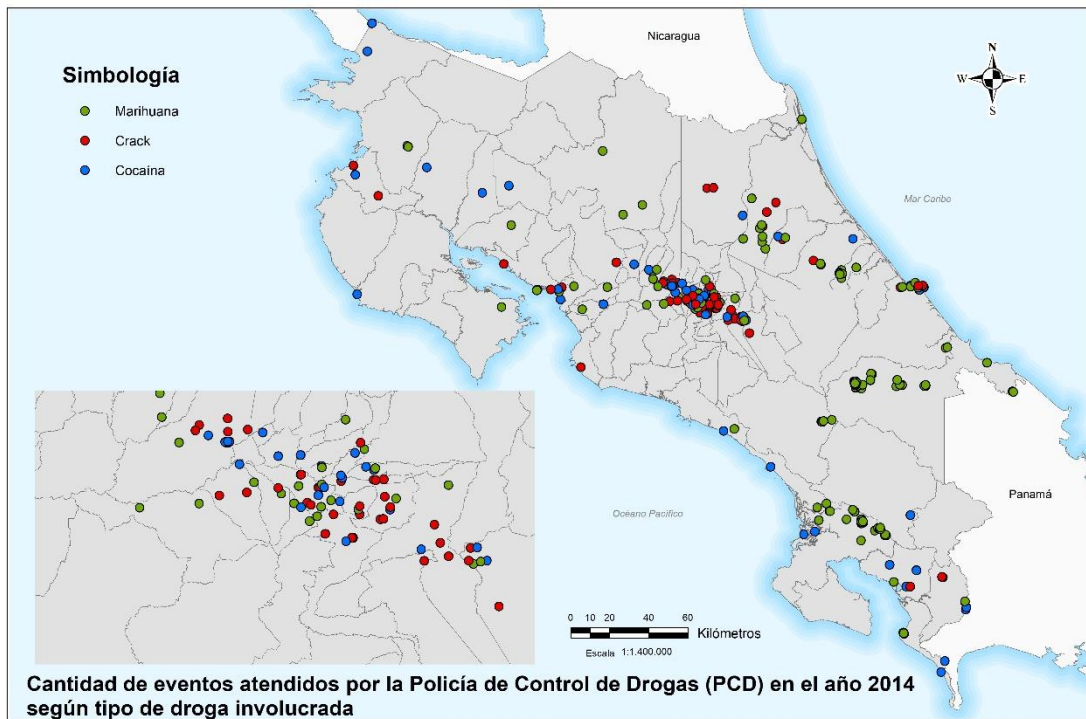 Nicaragua
N
W E
S
Simbología
Marihuana
Crack
Cocaína
Mar Caribo
Panamá
Océano Pacífico
0 10 20 40 60
Kilómetros
Escala 1:1.400.000
Cantidad de eventos atendidos por la Policía de Control de Drogas (PCD) en el año 2014
según tipo de droga involucrada